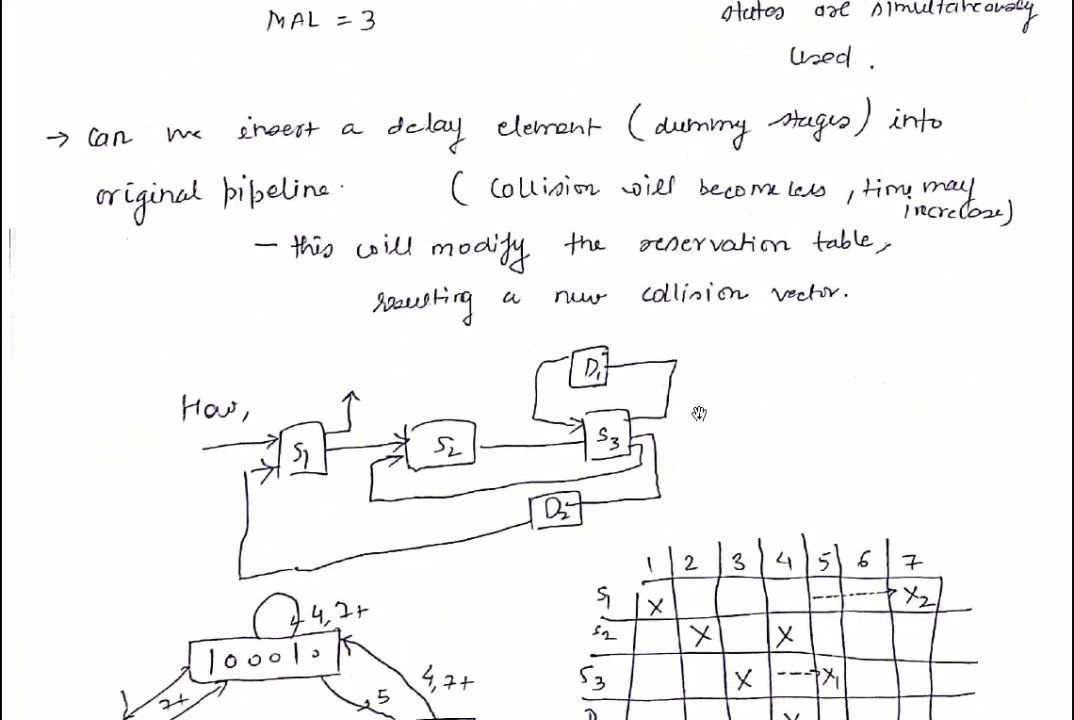 MAL = 3
states are simultaneously
used.
→ Can we insert a delay element (dummy stages) into
original pipeline. ( Collision will become less, time may
increase)
- this will modify the reservation table,
resulting a new collision vector.
How,
D1
S1
S2
S3
D2
1 2 3 4 5 6 7
S1 X X2
S2 X X
S3 X X1
D X
4, 7+
100010
7+
5
4, 7+